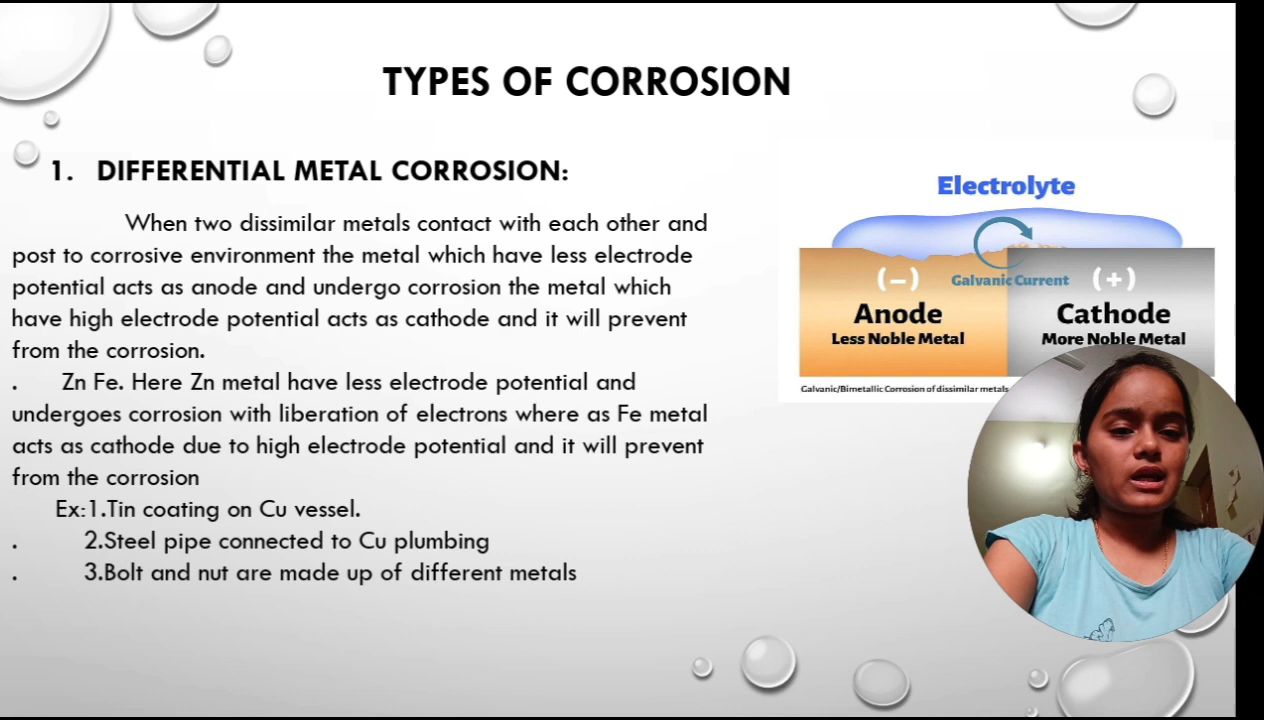 TYPES OF CORROSION
1. DIFFERENTIAL METAL CORROSION:
When two dissimilar metals contact with each other and
post to corrosive environment the metal which have less electrode
potential acts as anode and undergo corrosion the metal which
have high electrode potential acts as cathode and it will prevent
from the corrosion.
. Zn Fe. Here Zn metal have less electrode potential and
undergoes corrosion with liberation of electrons where as Fe metal
acts as cathode due to high electrode potential and it will prevent
from the corrosion
Ex:1.Tin coating on Cu vessel.
. 2.Steel pipe connected to Cu plumbing
. 3.Bolt and nut are made up of different metals
Electrolyte
(-) Galvanic Current (+)
Anode Cathode
Less Noble Metal More Noble Metal
Galvanic/Bimetallic Corrosion of dissimilar metals